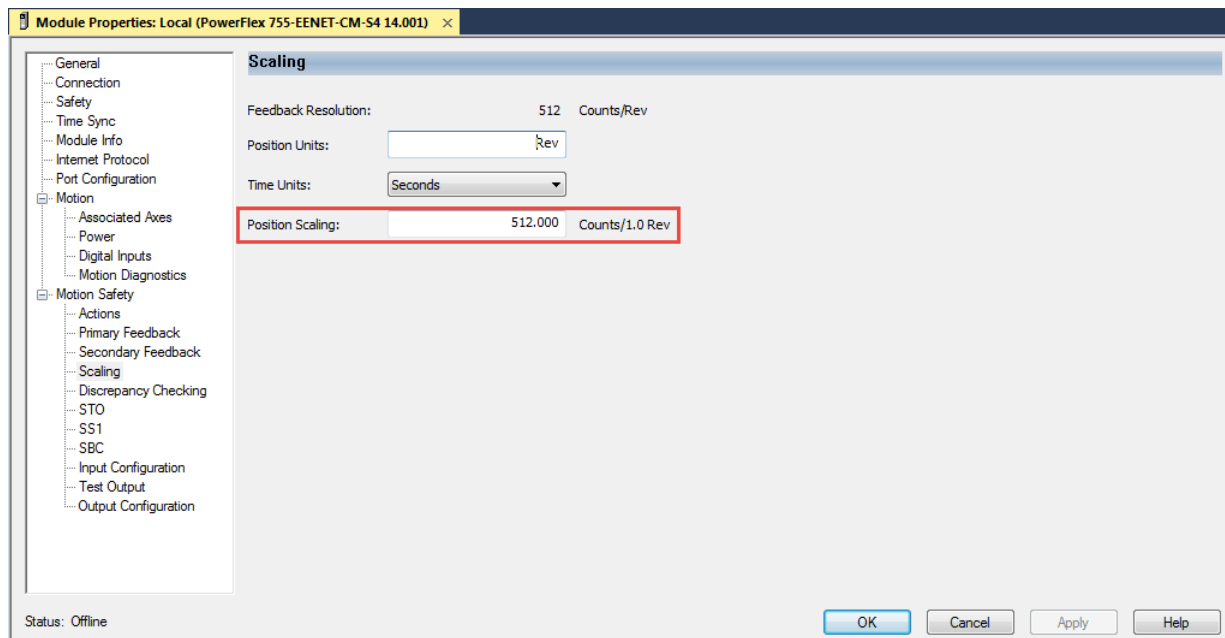 Module Properties: Local (PowerFlex 755-EENET-CM-S4 14.001) ×
General
Connection
Safety
Time Sync
Module Info
Internet Protocol
Port Configuration
Motion
Associated Axes
Power
Digital Inputs
Motion Diagnostics
Motion Safety
Actions
Primary Feedback
Secondary Feedback
Scaling
Discrepancy Checking
STO
SS1
SBC
Input Configuration
Test Output
Output Configuration
Scaling
Feedback Resolution: 512 Counts/Rev
Position Units: Rev
Time Units: Seconds
Position Scaling: 512.000 Counts/1.0 Rev
Status: Offline
OK Cancel Apply Help